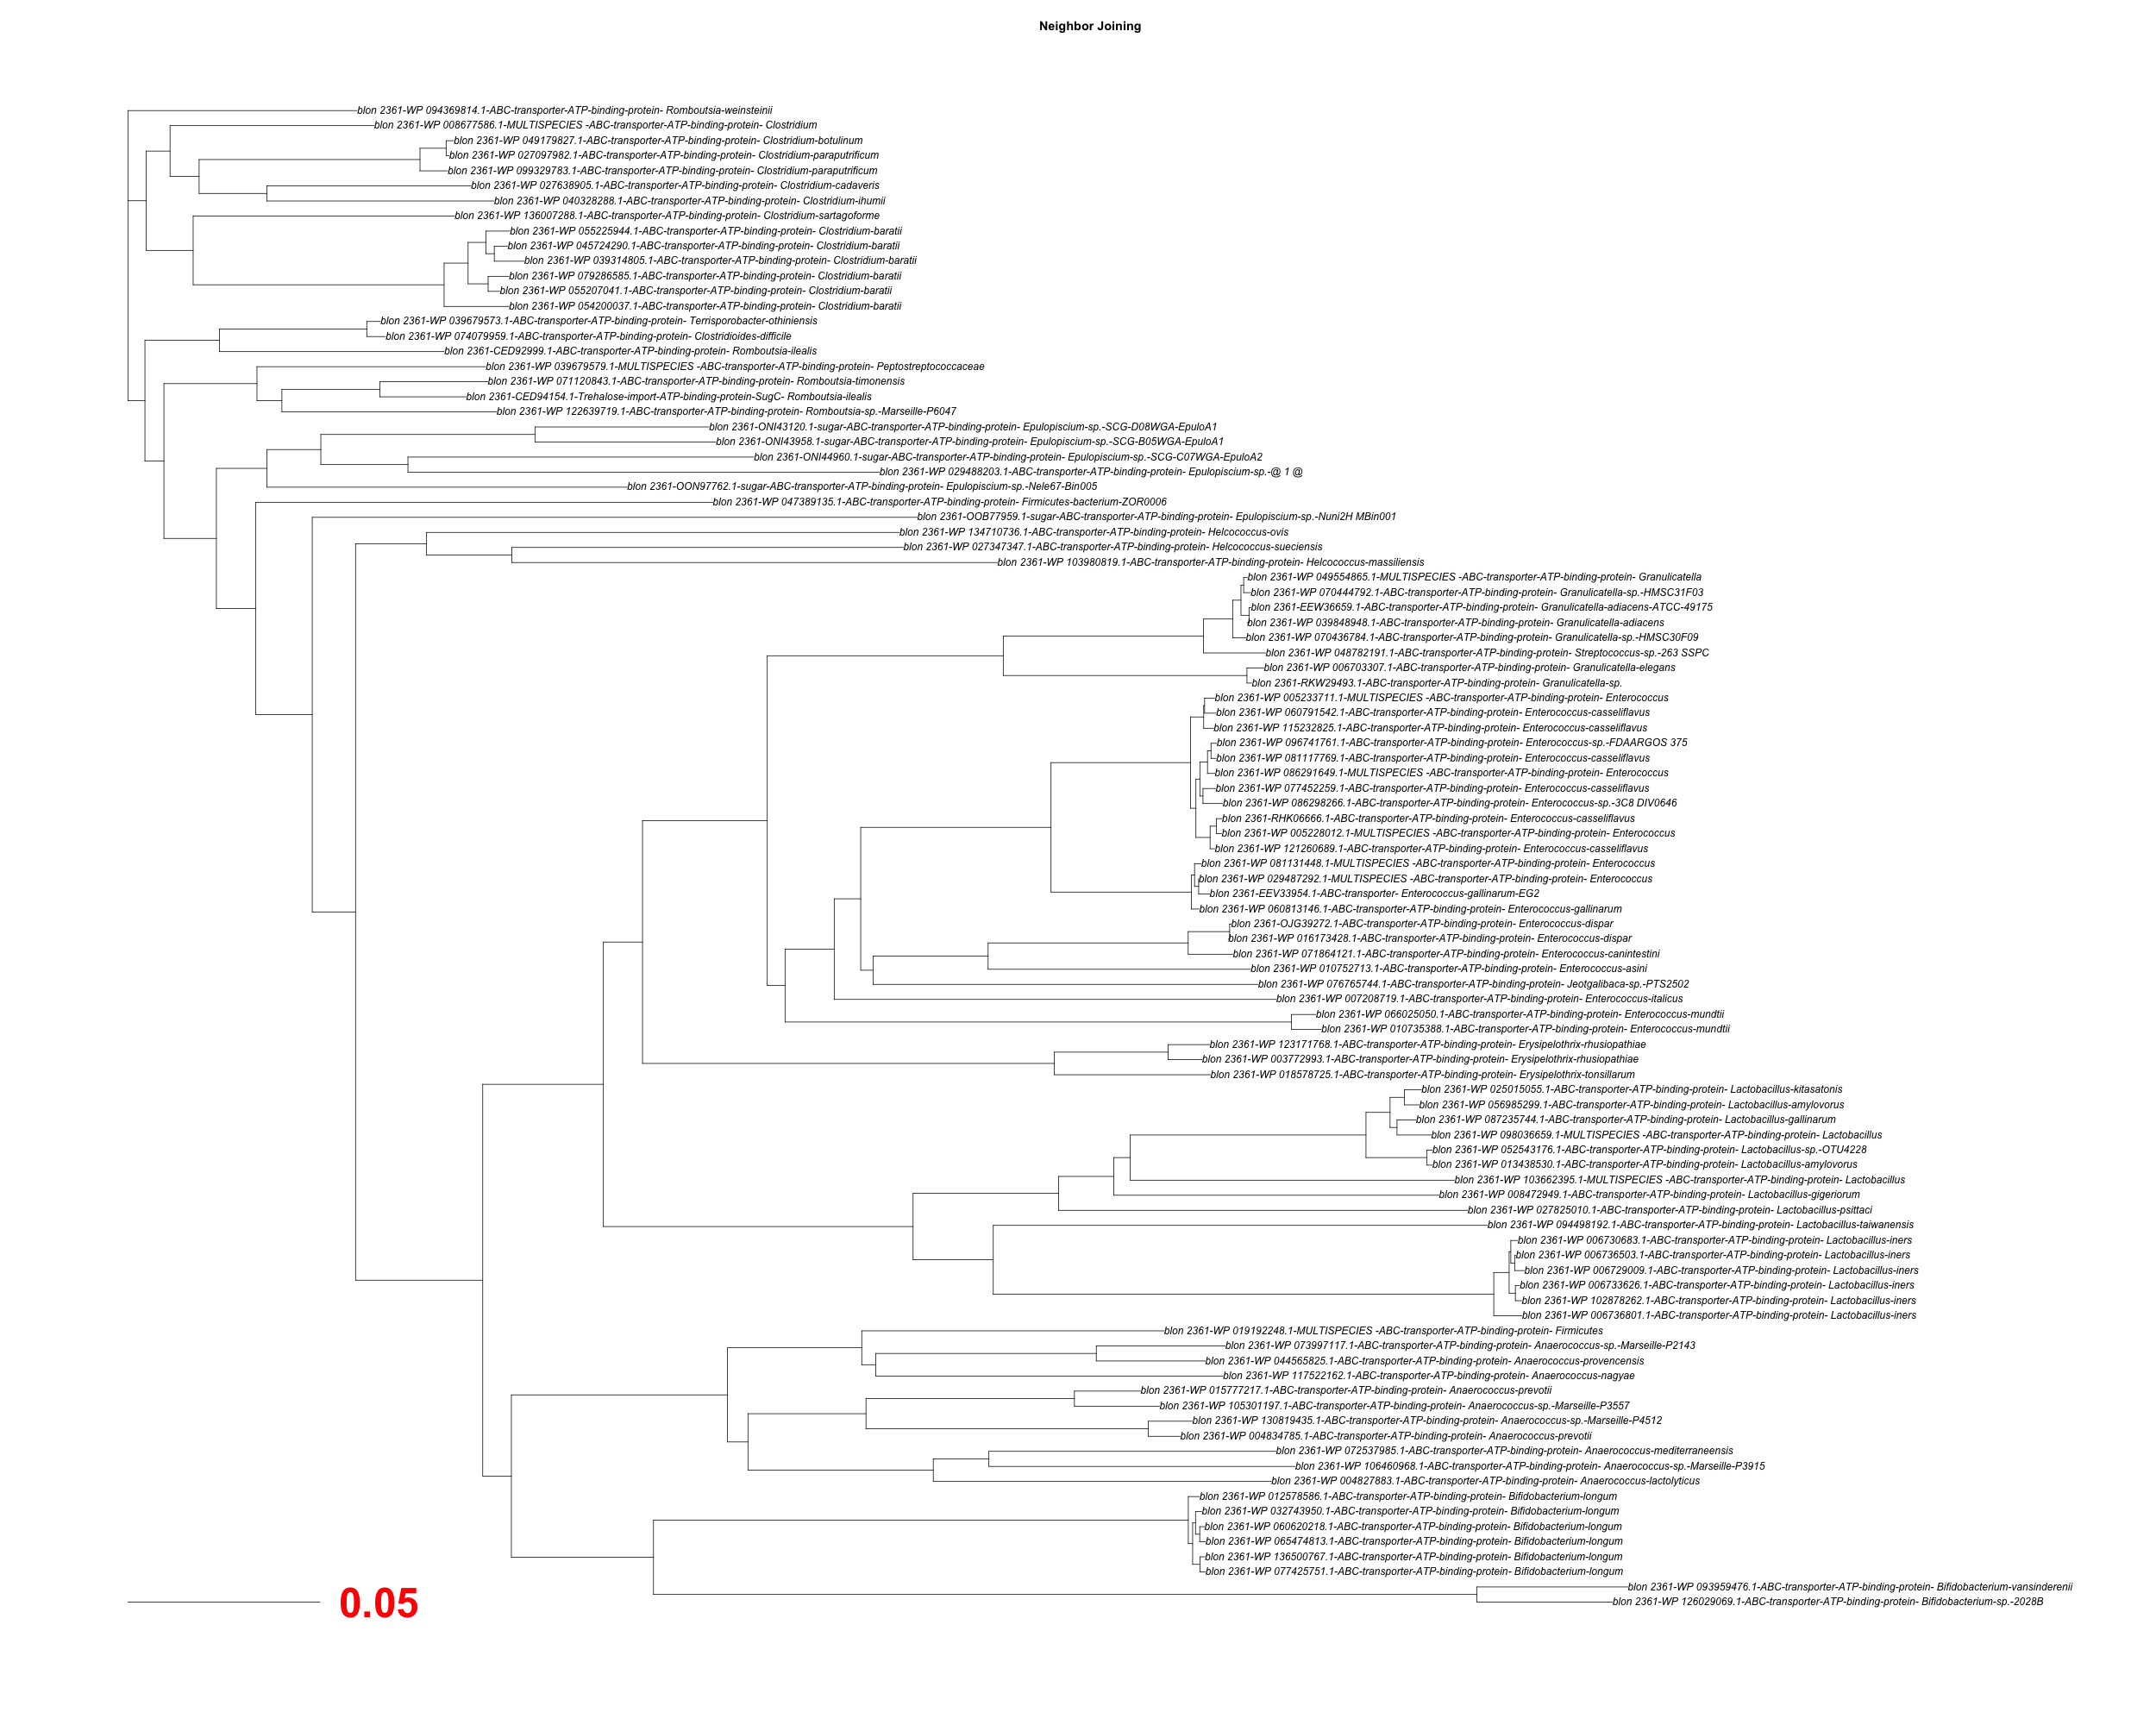 Neighbor Joining
blon 2361-WP 094369814.1-ABC-transporter-ATP-binding-protein- Romboutsia-weinsteinii
blon 2361-WP 008677586.1-MULTISPECIES -ABC-transporter-ATP-binding-protein- Clostridium
blon 2361-WP 049179827.1-ABC-transporter-ATP-binding-protein- Clostridium-botulinum
blon 2361-WP 027097982.1-ABC-transporter-ATP-binding-protein- Clostridium-paraputrificum
blon 2361-WP 099329783.1-ABC-transporter-ATP-binding-protein- Clostridium-paraputrificum
blon 2361-WP 027638905.1-ABC-transporter-ATP-binding-protein- Clostridium-cadaveris
blon 2361-WP 040328288.1-ABC-transporter-ATP-binding-protein- Clostridium-ihumii
blon 2361-WP 136007288.1-ABC-transporter-ATP-binding-protein- Clostridium-sartagoforme
blon 2361-WP 055225944.1-ABC-transporter-ATP-binding-protein- Clostridium-baratii
blon 2361-WP 045724290.1-ABC-transporter-ATP-binding-protein- Clostridium-baratii
blon 2361-WP 039314805.1-ABC-transporter-ATP-binding-protein- Clostridium-baratii
blon 2361-WP 079286585.1-ABC-transporter-ATP-binding-protein- Clostridium-baratii
blon 2361-WP 055207041.1-ABC-transporter-ATP-binding-protein- Clostridium-baratii
blon 2361-WP 054200037.1-ABC-transporter-ATP-binding-protein- Clostridium-baratii
blon 2361-WP 039679573.1-ABC-transporter-ATP-binding-protein- Terrisporobacter-othiniensis
blon 2361-WP 074079959.1-ABC-transporter-ATP-binding-protein- Clostridioides-difficile
blon 2361-CED92999.1-ABC-transporter-ATP-binding-protein- Romboutsia-ilealis
blon 2361-WP 039679579.1-MULTISPECIES -ABC-transporter-ATP-binding-protein- Peptostreptococcaceae
blon 2361-WP 071120843.1-ABC-transporter-ATP-binding-protein- Romboutsia-timonensis
blon 2361-CED94154.1-Trehalose-import-ATP-binding-protein-SugC- Romboutsia-ilealis
blon 2361-WP 122639719.1-ABC-transporter-ATP-binding-protein- Romboutsia-sp.-Marseille-P6047
blon 2361-ONI43120.1-sugar-ABC-transporter-ATP-binding-protein- Epulopiscium-sp.-SCG-D08WGA-EpuloA1
blon 2361-ONI43958.1-sugar-ABC-transporter-ATP-binding-protein- Epulopiscium-sp.-SCG-B05WGA-EpuloA1
blon 2361-ONI44960.1-sugar-ABC-transporter-ATP-binding-protein- Epulopiscium-sp.-SCG-C07WGA-EpuloA2
blon 2361-WP 029488203.1-ABC-transporter-ATP-binding-protein- Epulopiscium-sp.-@ 1 @
blon 2361-OON97762.1-sugar-ABC-transporter-ATP-binding-protein- Epulopiscium-sp.-Nele67-Bin005
blon 2361-WP 047389135.1-ABC-transporter-ATP-binding-protein- Firmicutes-bacterium-ZOR0006
blon 2361-OOB77959.1-sugar-ABC-transporter-ATP-binding-protein- Epulopiscium-sp.-Nuni2H MBin001
blon 2361-WP 134710736.1-ABC-transporter-ATP-binding-protein- Helcococcus-ovis
blon 2361-WP 027347347.1-ABC-transporter-ATP-binding-protein- Helcococcus-sueciensis
blon 2361-WP 103980819.1-ABC-transporter-ATP-binding-protein- Helcococcus-massiliensis
blon 2361-WP 049554865.1-MULTISPECIES -ABC-transporter-ATP-binding-protein- Granulicatella
blon 2361-WP 070444792.1-ABC-transporter-ATP-binding-protein- Granulicatella-sp.-HMSC31F03
blon 2361-EEW36659.1-ABC-transporter-ATP-binding-protein- Granulicatella-adiacens-ATCC-49175
blon 2361-WP 039848948.1-ABC-transporter-ATP-binding-protein- Granulicatella-adiacens
blon 2361-WP 070436784.1-ABC-transporter-ATP-binding-protein- Granulicatella-sp.-HMSC30F09
blon 2361-WP 048782191.1-ABC-transporter-ATP-binding-protein- Streptococcus-sp.-263 SSPC
blon 2361-WP 006703307.1-ABC-transporter-ATP-binding-protein- Granulicatella-elegans
blon 2361-RKW29493.1-ABC-transporter-ATP-binding-protein- Granulicatella-sp.
blon 2361-WP 005233711.1-MULTISPECIES -ABC-transporter-ATP-binding-protein- Enterococcus
blon 2361-WP 060791542.1-ABC-transporter-ATP-binding-protein- Enterococcus-casseliflavus
blon 2361-WP 115232825.1-ABC-transporter-ATP-binding-protein- Enterococcus-casseliflavus
blon 2361-WP 096741761.1-ABC-transporter-ATP-binding-protein- Enterococcus-sp.-FDAARGOS 375
blon 2361-WP 081117769.1-ABC-transporter-ATP-binding-protein- Enterococcus-casseliflavus
blon 2361-WP 086291649.1-MULTISPECIES -ABC-transporter-ATP-binding-protein- Enterococcus
blon 2361-WP 077452259.1-ABC-transporter-ATP-binding-protein- Enterococcus-casseliflavus
blon 2361-WP 086298266.1-ABC-transporter-ATP-binding-protein- Enterococcus-sp.-3C8 DIV0646
blon 2361-RHK06666.1-ABC-transporter-ATP-binding-protein- Enterococcus-casseliflavus
blon 2361-WP 005228012.1-MULTISPECIES -ABC-transporter-ATP-binding-protein- Enterococcus
blon 2361-WP 121260689.1-ABC-transporter-ATP-binding-protein- Enterococcus-casseliflavus
blon 2361-WP 081131448.1-MULTISPECIES -ABC-transporter-ATP-binding-protein- Enterococcus
blon 2361-WP 029487292.1-MULTISPECIES -ABC-transporter-ATP-binding-protein- Enterococcus
blon 2361-EEV33954.1-ABC-transporter- Enterococcus-gallinarum-EG2
blon 2361-WP 060813146.1-ABC-transporter-ATP-binding-protein- Enterococcus-gallinarum
blon 2361-OJG39272.1-ABC-transporter-ATP-binding-protein- Enterococcus-dispar
blon 2361-WP 016173428.1-ABC-transporter-ATP-binding-protein- Enterococcus-dispar
blon 2361-WP 071864121.1-ABC-transporter-ATP-binding-protein- Enterococcus-canintestini
blon 2361-WP 010752713.1-ABC-transporter-ATP-binding-protein- Enterococcus-asini
blon 2361-WP 076765744.1-ABC-transporter-ATP-binding-protein- Jeotgalibaca-sp.-PTS2502
blon 2361-WP 007208719.1-ABC-transporter-ATP-binding-protein- Enterococcus-italicus
blon 2361-WP 066025050.1-ABC-transporter-ATP-binding-protein- Enterococcus-mundtii
blon 2361-WP 010735388.1-ABC-transporter-ATP-binding-protein- Enterococcus-mundtii
blon 2361-WP 123171768.1-ABC-transporter-ATP-binding-protein- Erysipelothrix-rhusiopathiae
blon 2361-WP 003772993.1-ABC-transporter-ATP-binding-protein- Erysipelothrix-rhusiopathiae
blon 2361-WP 018578725.1-ABC-transporter-ATP-binding-protein- Erysipelothrix-tonsillarum
blon 2361-WP 025015055.1-ABC-transporter-ATP-binding-protein- Lactobacillus-kitasatonis
blon 2361-WP 056985299.1-ABC-transporter-ATP-binding-protein- Lactobacillus-amylovorus
blon 2361-WP 087235744.1-ABC-transporter-ATP-binding-protein- Lactobacillus-gallinarum
blon 2361-WP 098036659.1-MULTISPECIES -ABC-transporter-ATP-binding-protein- Lactobacillus
blon 2361-WP 052543176.1-ABC-transporter-ATP-binding-protein- Lactobacillus-sp.-OTU4228
blon 2361-WP 013438530.1-ABC-transporter-ATP-binding-protein- Lactobacillus-amylovorus
blon 2361-WP 103662395.1-MULTISPECIES -ABC-transporter-ATP-binding-protein- Lactobacillus
blon 2361-WP 008472949.1-ABC-transporter-ATP-binding-protein- Lactobacillus-gigeriorum
blon 2361-WP 027825010.1-ABC-transporter-ATP-binding-protein- Lactobacillus-psittaci
blon 2361-WP 094498192.1-ABC-transporter-ATP-binding-protein- Lactobacillus-taiwanensis
blon 2361-WP 006730683.1-ABC-transporter-ATP-binding-protein- Lactobacillus-iners
blon 2361-WP 006736503.1-ABC-transporter-ATP-binding-protein- Lactobacillus-iners
blon 2361-WP 006729009.1-ABC-transporter-ATP-binding-protein- Lactobacillus-iners
blon 2361-WP 006733626.1-ABC-transporter-ATP-binding-protein- Lactobacillus-iners
blon 2361-WP 102878262.1-ABC-transporter-ATP-binding-protein- Lactobacillus-iners
blon 2361-WP 006736801.1-ABC-transporter-ATP-binding-protein- Lactobacillus-iners
blon 2361-WP 019192248.1-MULTISPECIES -ABC-transporter-ATP-binding-protein- Firmicutes
blon 2361-WP 073997117.1-ABC-transporter-ATP-binding-protein- Anaerococcus-sp.-Marseille-P2143
blon 2361-WP 044565825.1-ABC-transporter-ATP-binding-protein- Anaerococcus-provencensis
blon 2361-WP 117522162.1-ABC-transporter-ATP-binding-protein- Anaerococcus-nagyae
blon 2361-WP 015777217.1-ABC-transporter-ATP-binding-protein- Anaerococcus-prevotii
blon 2361-WP 105301197.1-ABC-transporter-ATP-binding-protein- Anaerococcus-sp.-Marseille-P3557
blon 2361-WP 130819435.1-ABC-transporter-ATP-binding-protein- Anaerococcus-sp.-Marseille-P4512
blon 2361-WP 004834785.1-ABC-transporter-ATP-binding-protein- Anaerococcus-prevotii
blon 2361-WP 072537985.1-ABC-transporter-ATP-binding-protein- Anaerococcus-mediterraneensis
blon 2361-WP 106460968.1-ABC-transporter-ATP-binding-protein- Anaerococcus-sp.-Marseille-P3915
blon 2361-WP 004827883.1-ABC-transporter-ATP-binding-protein- Anaerococcus-lactolyticus
blon 2361-WP 012578586.1-ABC-transporter-ATP-binding-protein- Bifidobacterium-longum
blon 2361-WP 032743950.1-ABC-transporter-ATP-binding-protein- Bifidobacterium-longum
blon 2361-WP 060620218.1-ABC-transporter-ATP-binding-protein- Bifidobacterium-longum
blon 2361-WP 065474813.1-ABC-transporter-ATP-binding-protein- Bifidobacterium-longum
blon 2361-WP 136500767.1-ABC-transporter-ATP-binding-protein- Bifidobacterium-longum
blon 2361-WP 077425751.1-ABC-transporter-ATP-binding-protein- Bifidobacterium-longum
blon 2361-WP 093959476.1-ABC-transporter-ATP-binding-protein- Bifidobacterium-vansinderenii
blon 2361-WP 126029069.1-ABC-transporter-ATP-binding-protein- Bifidobacterium-sp.-2028B
0.05